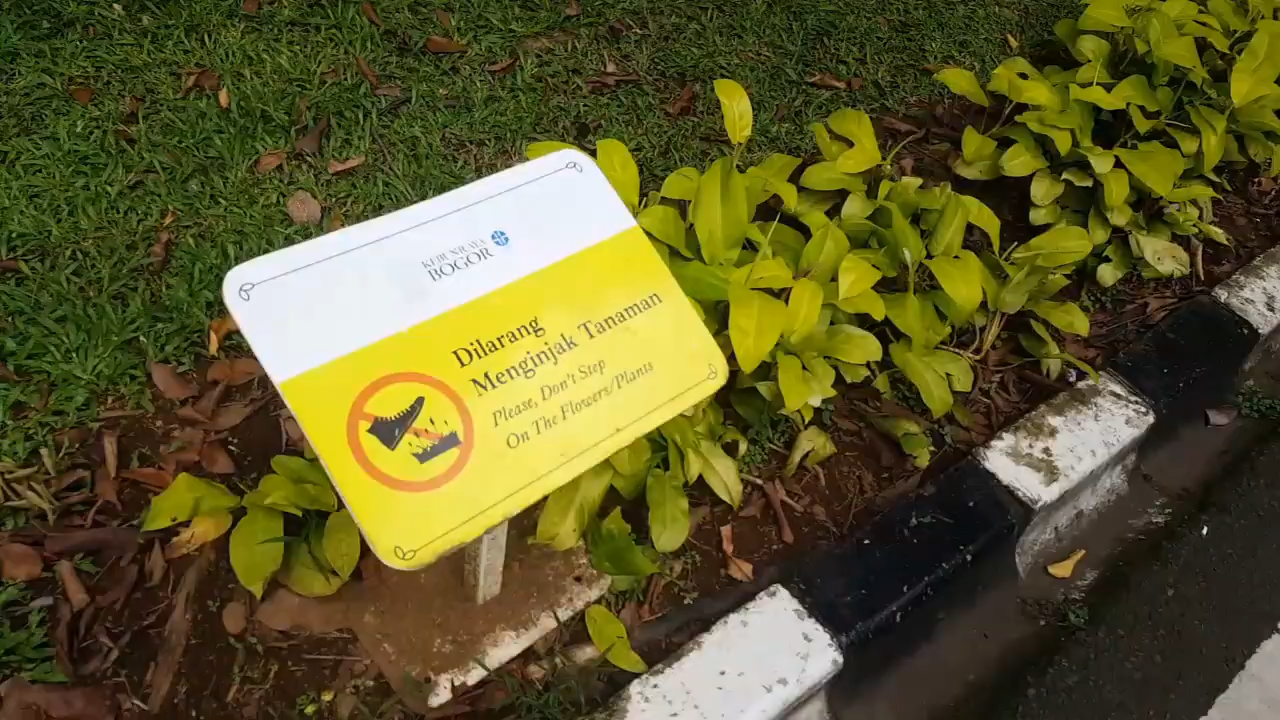 KEBUN RAYA
BOGOR
Dilarang
Menginjak Tanaman
Please, Don't Step
On The Flowers/Plants